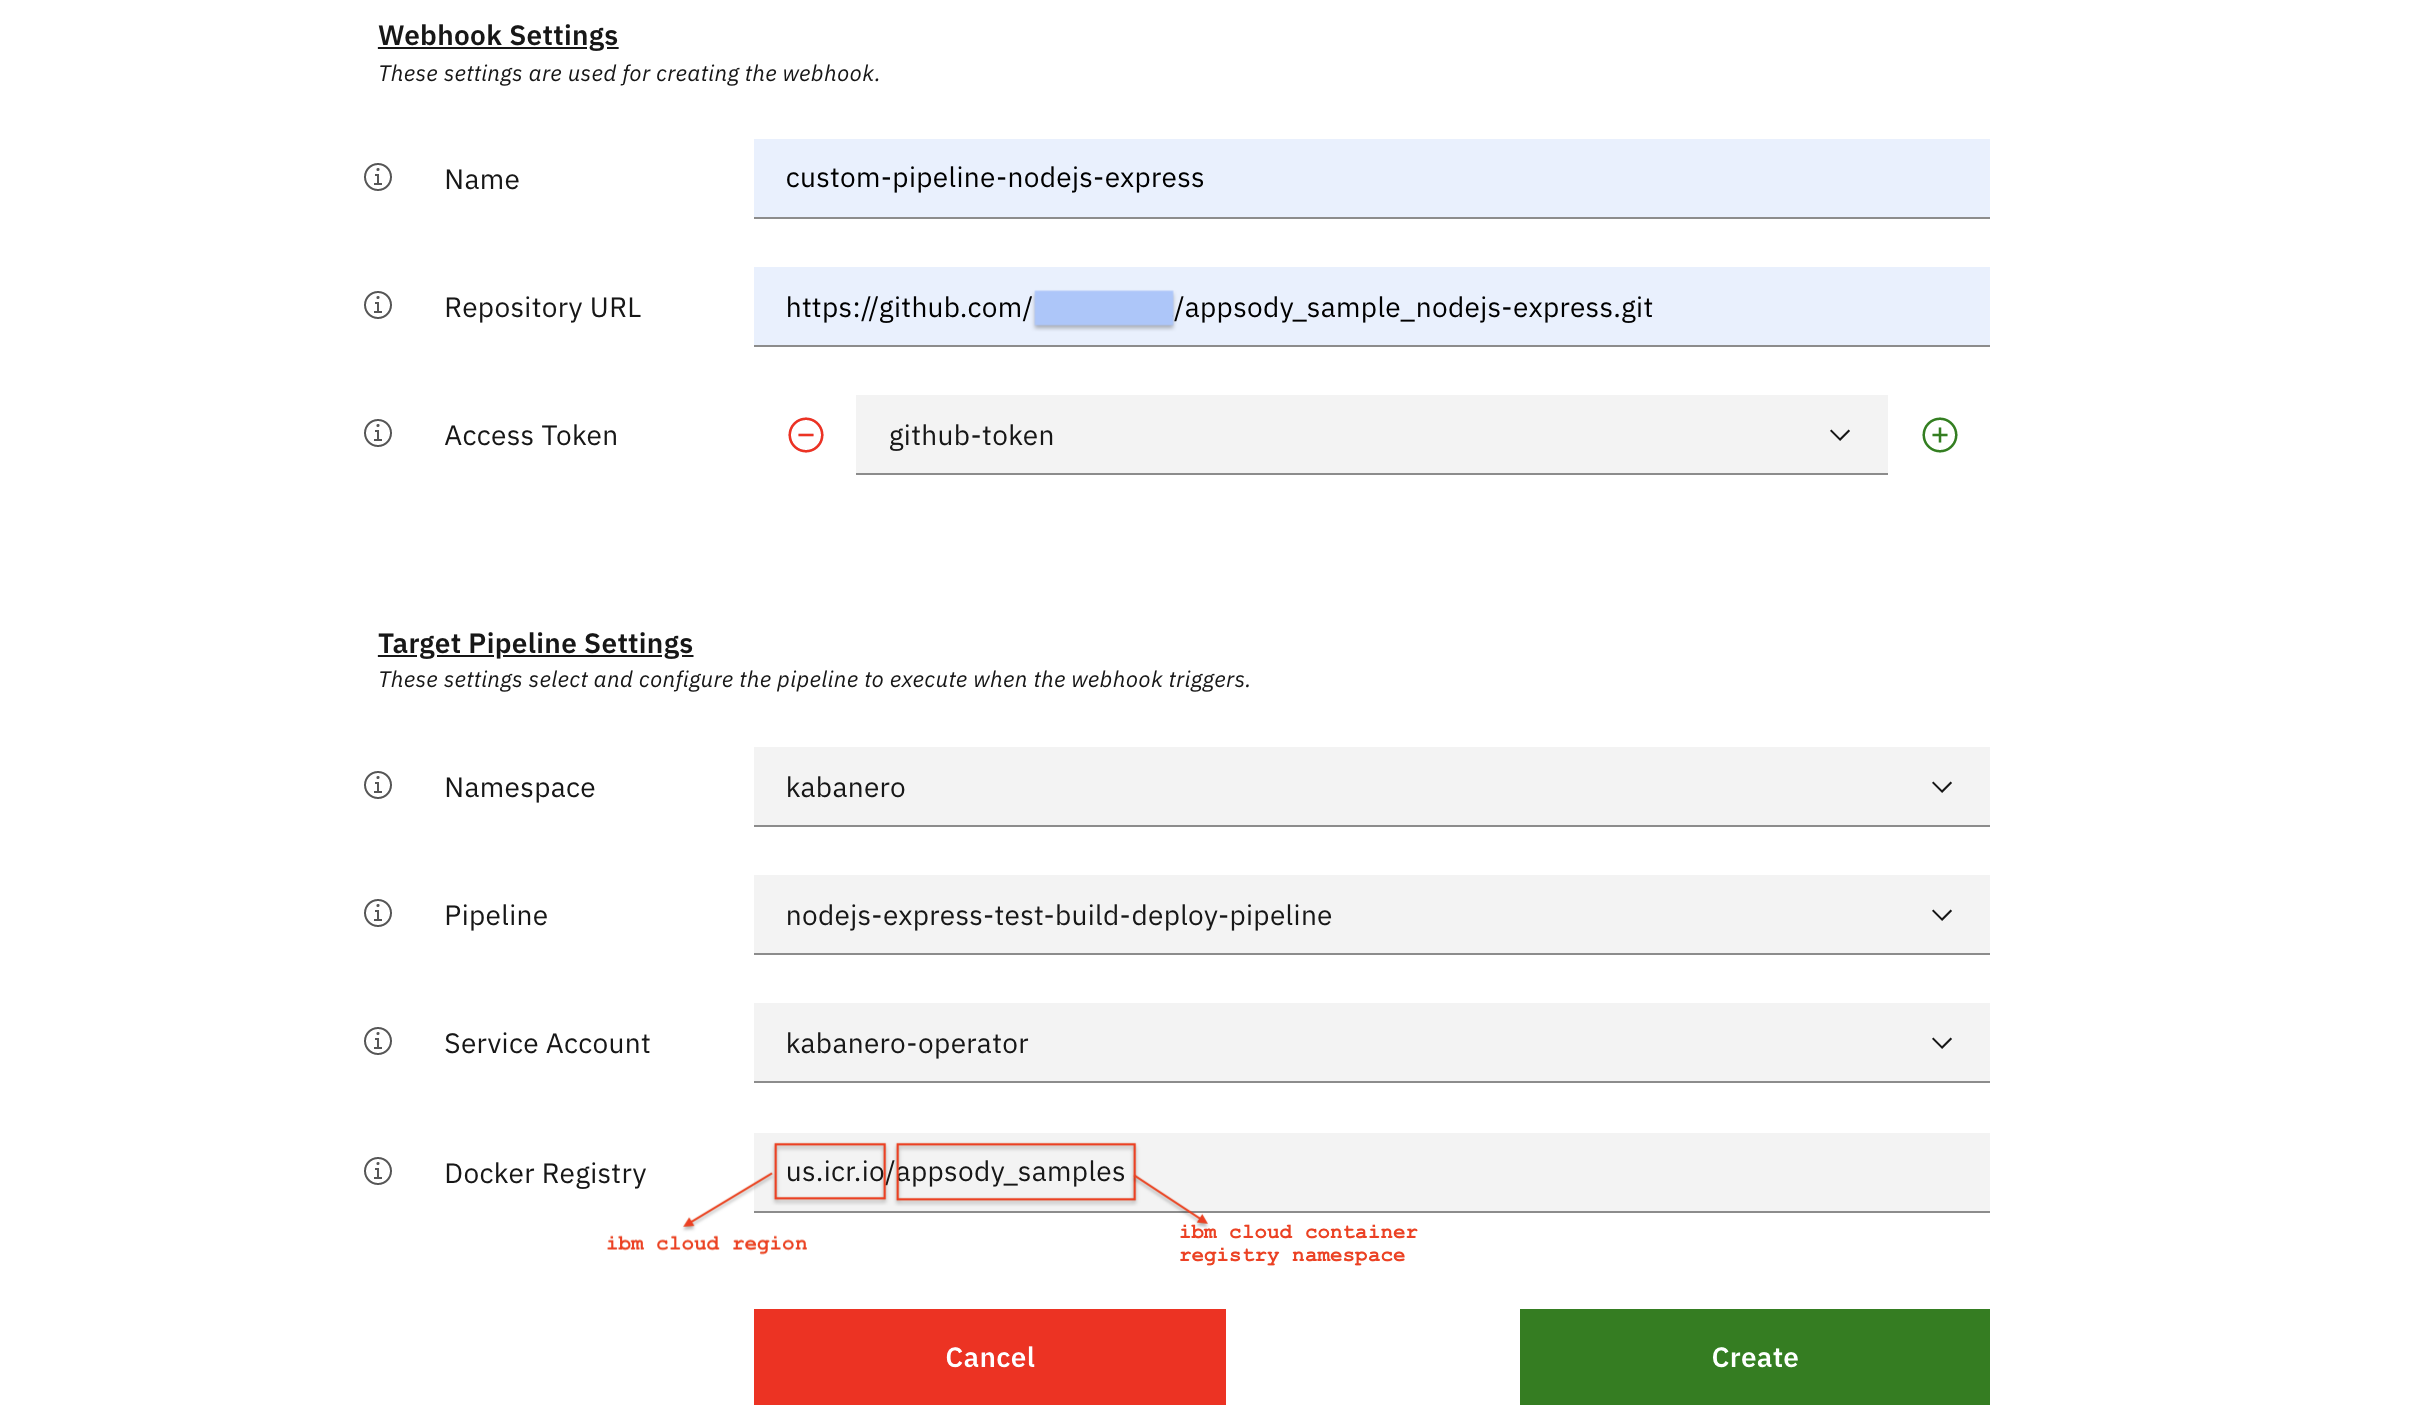 Webhook Settings
These settings are used for creating the webhook.
Name
custom-pipeline-nodejs-express
Repository URL
https://github.com/ /appsody_sample_nodejs-express.git
Access Token
github-token
Target Pipeline Settings
These settings select and configure the pipeline to execute when the webhook triggers.
Namespace
kabanero
Pipeline
nodejs-express-test-build-deploy-pipeline
Service Account
kabanero-operator
Docker Registry
us.icr.io/appsody_samples
ibm cloud region
ibm cloud container
registry namespace
Cancel
Create